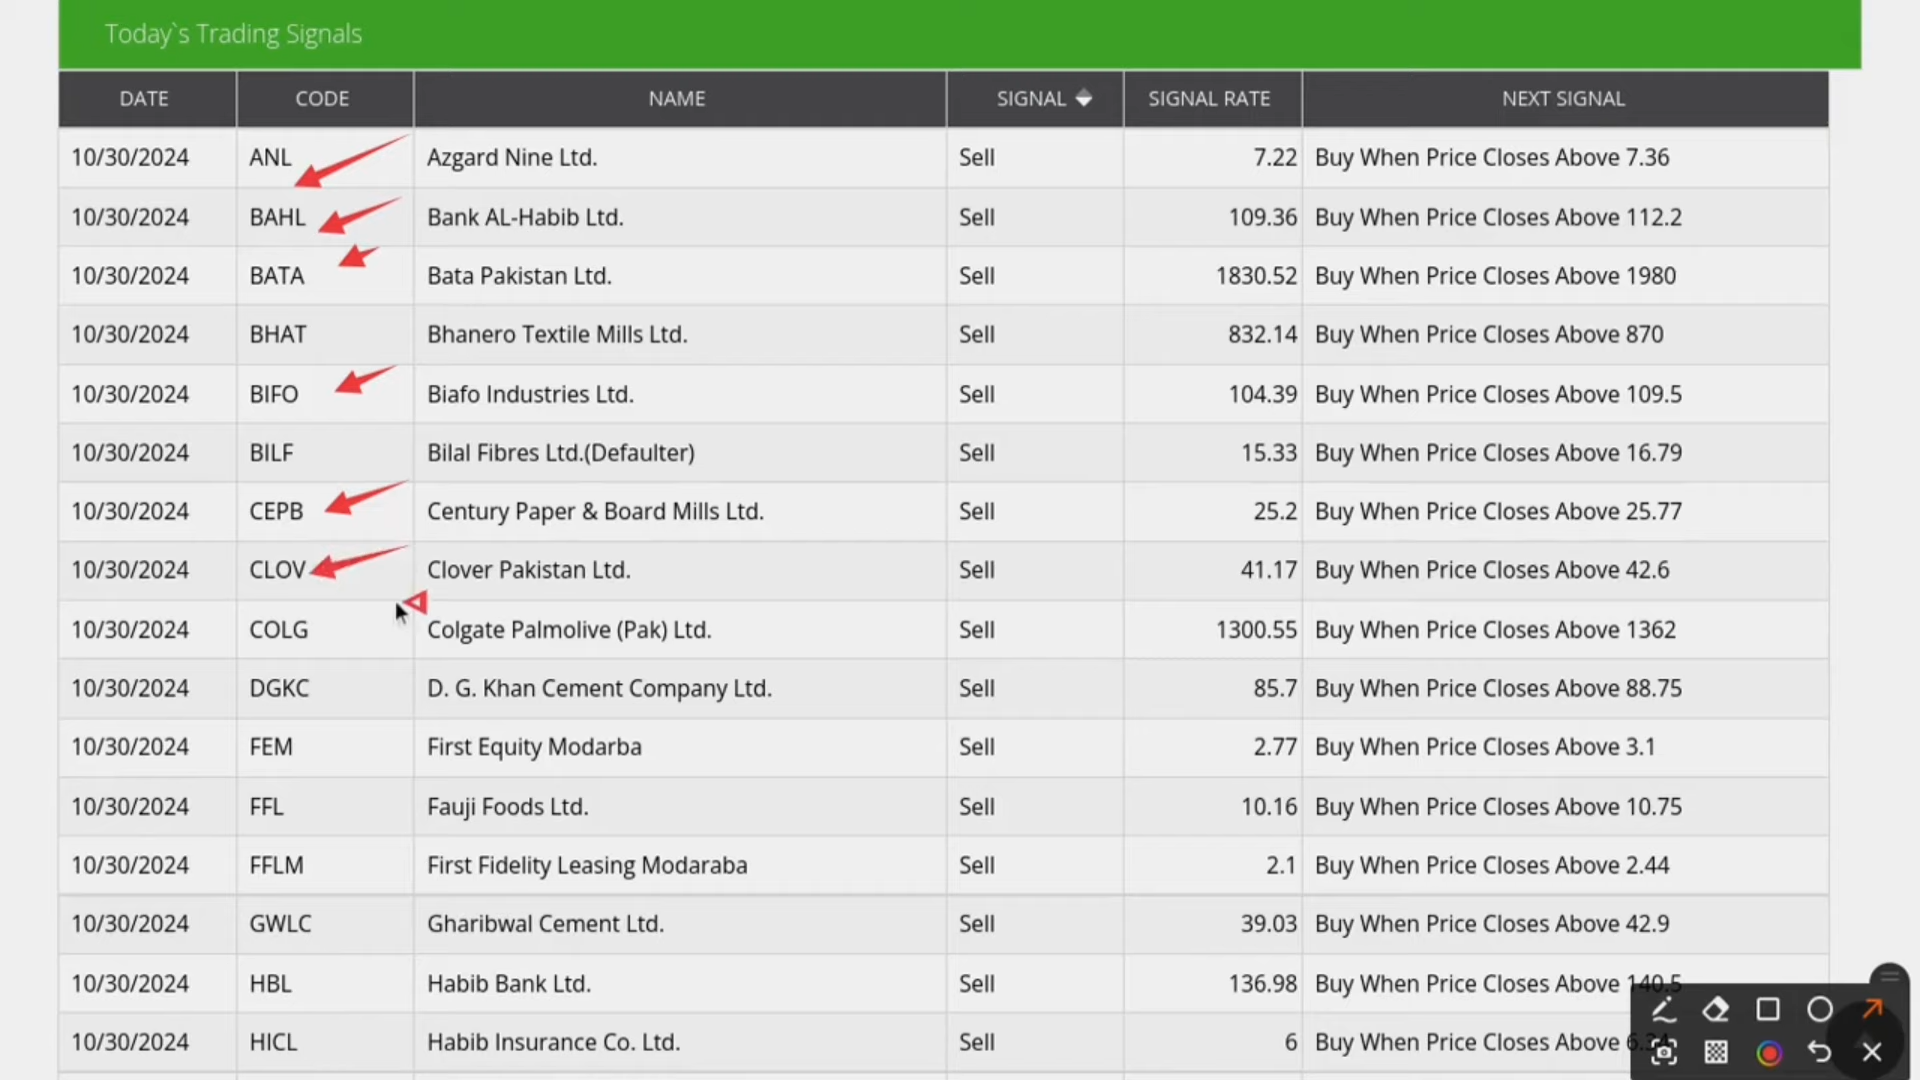 Today`s Trading Signals
DATE CODE NAME SIGNAL SIGNAL RATE NEXT SIGNAL
10/30/2024 ANL Azgard Nine Ltd. Sell 7.22 Buy When Price Closes Above 7.36
10/30/2024 BAHL Bank AL-Habib Ltd. Sell 109.36 Buy When Price Closes Above 112.2
10/30/2024 BATA Bata Pakistan Ltd. Sell 1830.52 Buy When Price Closes Above 1980
10/30/2024 BHAT Bhanero Textile Mills Ltd. Sell 832.14 Buy When Price Closes Above 870
10/30/2024 BIFO Biafo Industries Ltd. Sell 104.39 Buy When Price Closes Above 109.5
10/30/2024 BILF Bilal Fibres Ltd.(Defaulter) Sell 15.33 Buy When Price Closes Above 16.79
10/30/2024 CEPB Century Paper & Board Mills Ltd. Sell 25.2 Buy When Price Closes Above 25.77
10/30/2024 CLOV Clover Pakistan Ltd. Sell 41.17 Buy When Price Closes Above 42.6
10/30/2024 COLG Colgate Palmolive (Pak) Ltd. Sell 1300.55 Buy When Price Closes Above 1362
10/30/2024 DGKC D. G. Khan Cement Company Ltd. Sell 85.7 Buy When Price Closes Above 88.75
10/30/2024 FEM First Equity Modarba Sell 2.77 Buy When Price Closes Above 3.1
10/30/2024 FFL Fauji Foods Ltd. Sell 10.16 Buy When Price Closes Above 10.75
10/30/2024 FFLM First Fidelity Leasing Modaraba Sell 2.1 Buy When Price Closes Above 2.44
10/30/2024 GWLC Gharibwal Cement Ltd. Sell 39.03 Buy When Price Closes Above 42.9
10/30/2024 HBL Habib Bank Ltd. Sell 136.98 Buy When Price Closes Above 140.5
10/30/2024 HICL Habib Insurance Co. Ltd. Sell 6 Buy When Price Closes Above